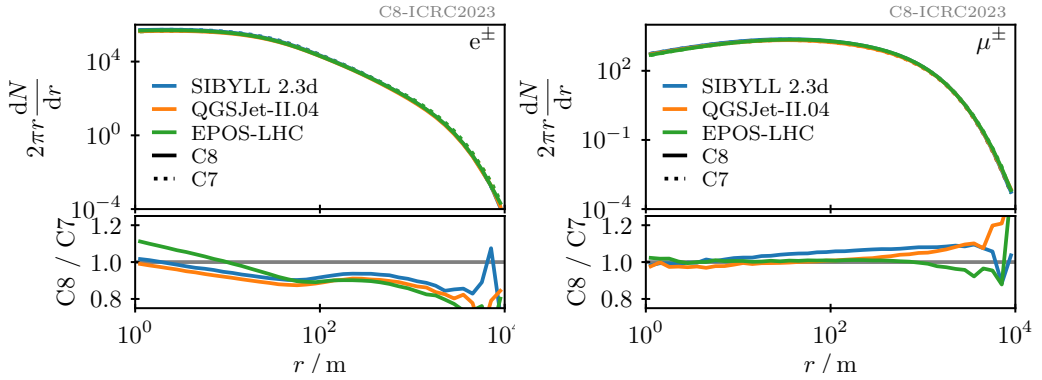 C8-ICRC2023
e±
10^4
10^0
10^−4
2πr dN/dr
SIBYLL 2.3d
QGSJet-II.04
EPOS-LHC
C8
C7
1.2
1.0
0.8
C8 / C7
10^0
10^2
10^4
r / m
C8-ICRC2023
μ±
10^2
10^−1
10^−4
2πr dN/dr
SIBYLL 2.3d
QGSJet-II.04
EPOS-LHC
C8
C7
1.2
1.0
0.8
C8 / C7
10^0
10^2
10^4
r / m